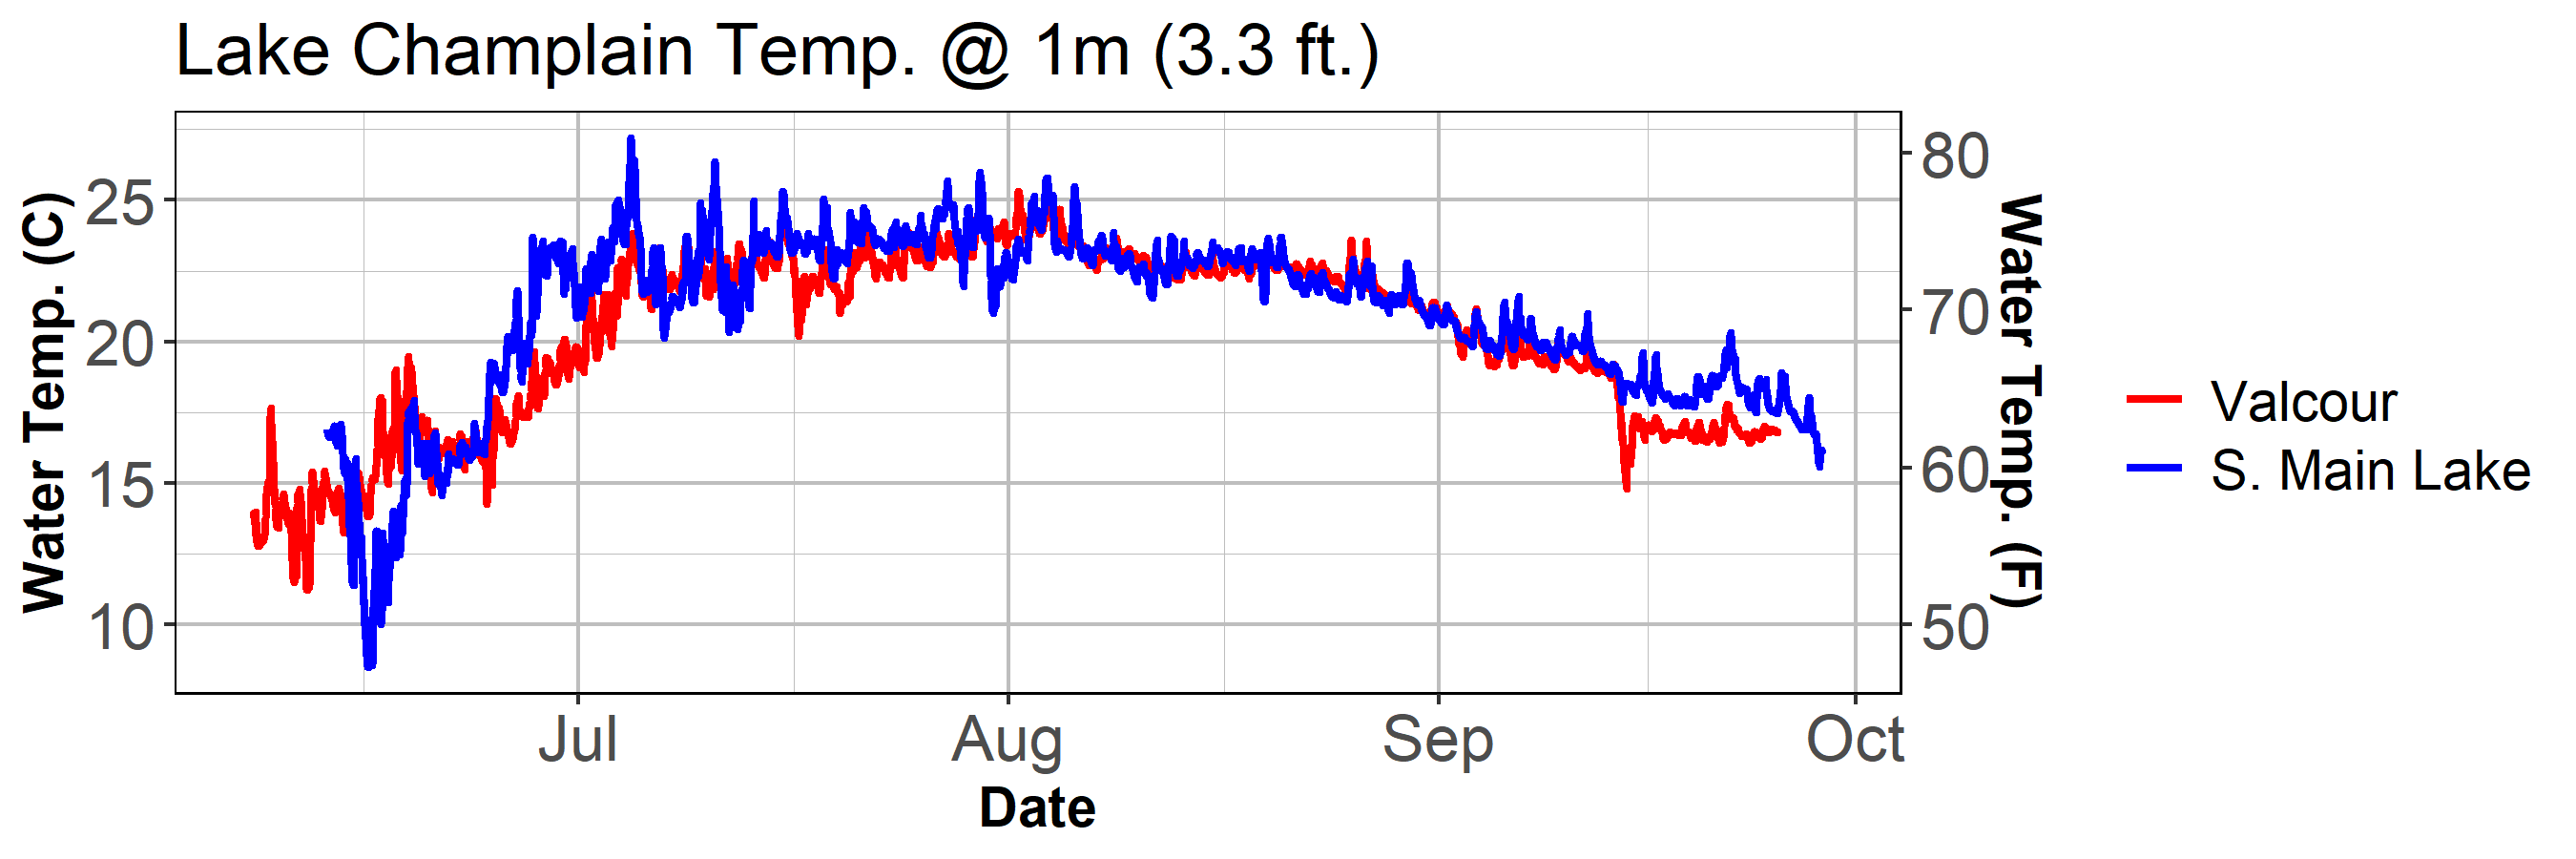 Lake Champlain Temp. @ 1m (3.3 ft.)
Water Temp. (C)
25
20
15
10
80
70
60
50
Water Temp. (F)
Jul
Aug
Sep
Oct
Date
Valcour
S. Main Lake